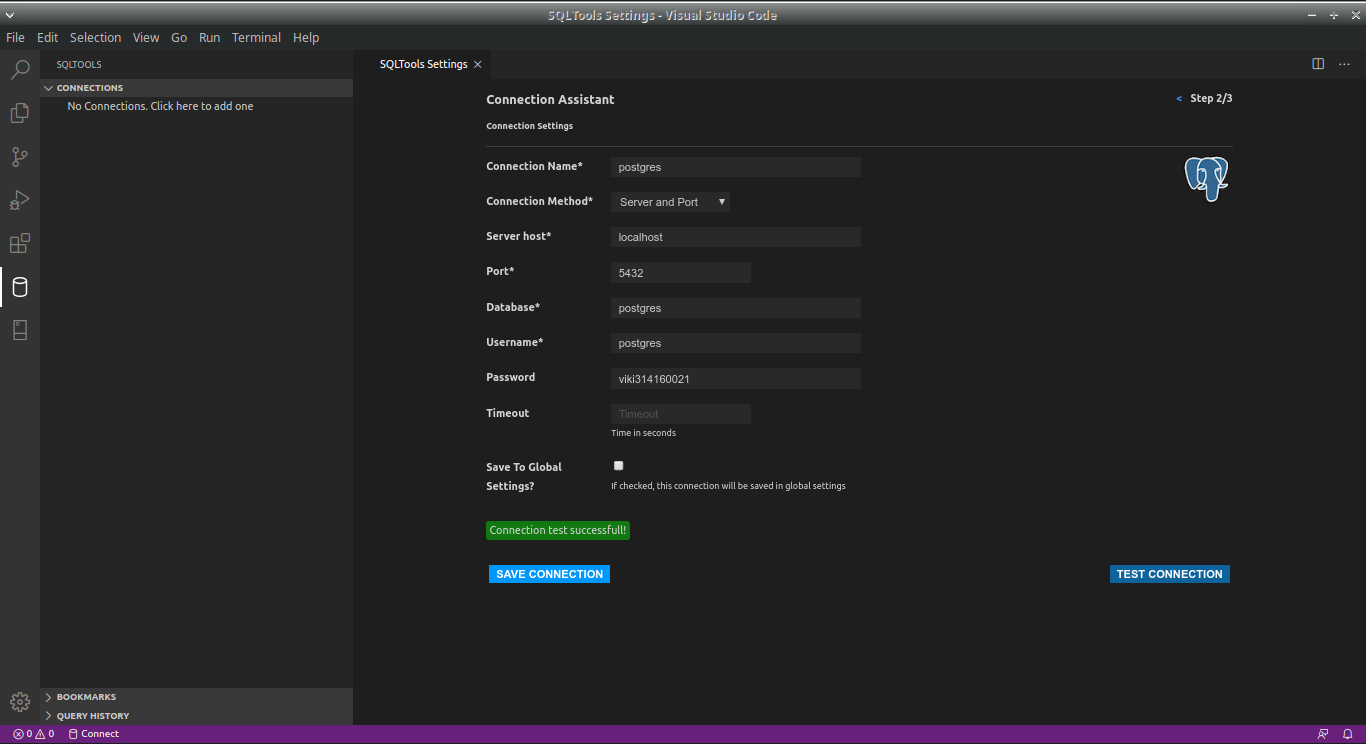 SQLTools Settings - Visual Studio Code
File Edit Selection View Go Run Terminal Help
SQLTOOLS
SQLTools Settings
CONNECTIONS
No Connections. Click here to add one
Connection Assistant
< Step 2/3
Connection Settings
Connection Name* postgres
Connection Method* Server and Port
Server host* localhost
Port* 5432
Database* postgres
Username* postgres
Password viki314160021
Timeout Timeout
Time in seconds
Save To Global
Settings?
If checked, this connection will be saved in global settings
Connection test successfull!
SAVE CONNECTION TEST CONNECTION
BOOKMARKS
QUERY HISTORY
0 0 Connect